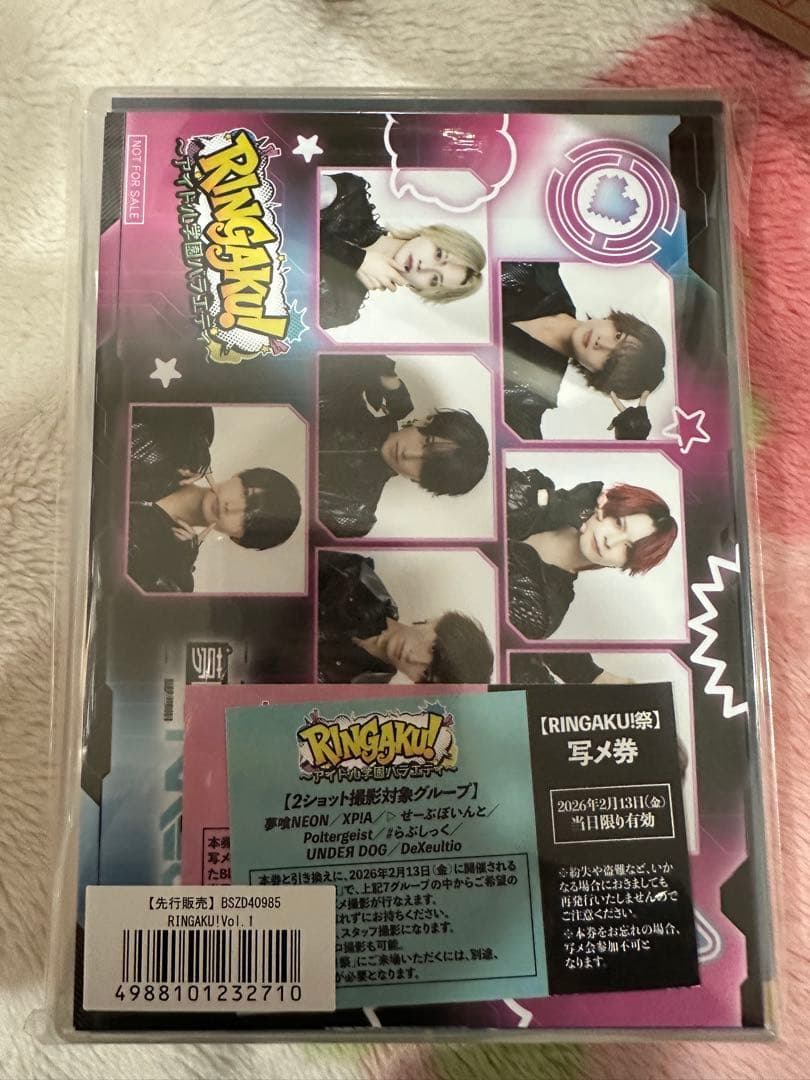 NOT FOR SALE
RINGAKU!
～アイドル学園バラエティ～
RINGAKU!
～アイドル学園バラエティ～
【2ショット撮影対象グループ】
夢喰NEON／XP!A／▷せーぶぽいんと／
Poltergeist／#らぶしっく／
UNDEЯ DOG／DeXeultio
本券と引き換えに、2026年2月13日(金)に開催される
」で、上記7グループの中からご希望の
メ撮影が行なえます。
れずにお持ちください。
、スタッフ撮影になります。
コ撮影も可能。
祭」にご来場いただくには、別途、
が必要となります。
【RINGAKU!祭】
写メ券
2026年2月13日(金)
当日限り有効
※紛失や盗難など、いか
なる場合におきましても
再発行いたしませんので
ご注意ください。
※本券をお忘れの場合、
写メ会参加不可と
なります。
本券
写メ
た8
【先行販売】BSZD40985
RINGAKU!Vol.1
4988101232710